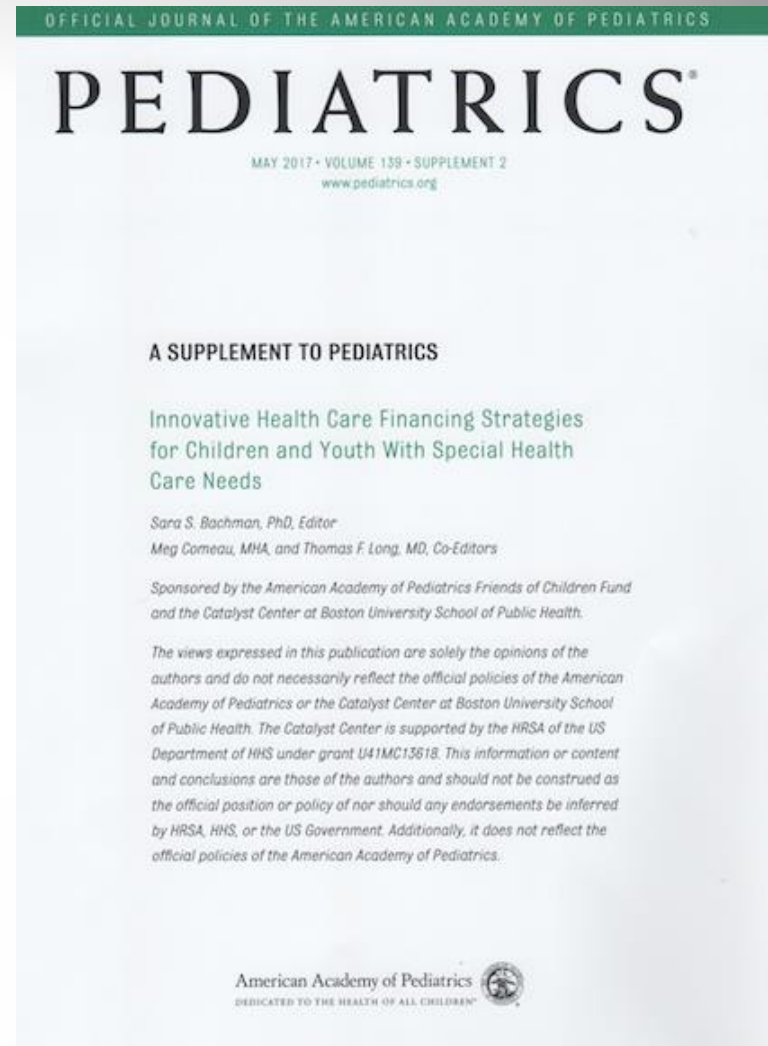 OFFICIAL JOURNAL OF THE AMERICAN ACADEMY OF PEDIATRICS
PEDIATRICS®
MAY 2017 • VOLUME 139 • SUPPLEMENT 2
www.pediatrics.org
A SUPPLEMENT TO PEDIATRICS
Innovative Health Care Financing Strategies
for Children and Youth With Special Health
Care Needs
Sara S. Bachman, PhD, Editor
Meg Comeau, MHA, and Thomas F. Long, MD, Co-Editors
Sponsored by the American Academy of Pediatrics Friends of Children Fund
and the Catalyst Center at Boston University School of Public Health.
The views expressed in this publication are solely the opinions of the
authors and do not necessarily reflect the official policies of the American
Academy of Pediatrics or the Catalyst Center at Boston University School
of Public Health. The Catalyst Center is supported by the HRSA of the US
Department of HHS under grant U41MC13618. This information or content
and conclusions are those of the authors and should not be construed as
the official position or policy of nor should any endorsements be inferred
by HRSA, HHS, or the US Government. Additionally, it does not reflect the
official policies of the American Academy of Pediatrics.
American Academy of Pediatrics
DEDICATED TO THE HEALTH OF ALL CHILDREN®